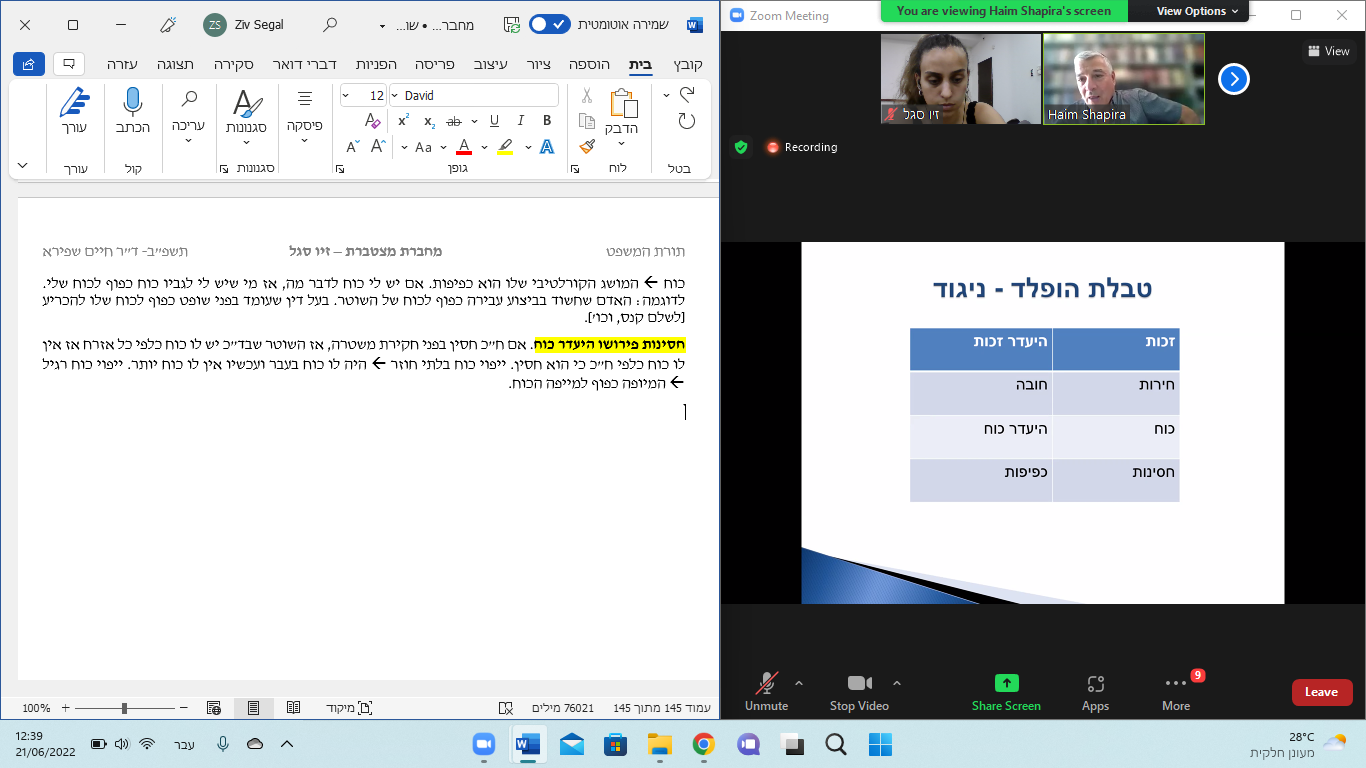 שמירה אוטומטית
מחברת... • שו...
Ziv Segal
ZS
קובץ
בית
הוספה
ציור
עיצוב
פריסה
הפניות
דברי דואר
סקירה
תצוגה
עזרה
בטל
הדבק
לוח
David
12
B
I
U
ab
x₂
x²
A
Aa
גופן
פיסקה
סגנונות
סגנונות
עריכה
הכתב
קול
עורך
עורך
תורת המשפט
מחברת מצטברת – זיו סגל
תשפ״ב- ד״ר חיים שפירא
כוח ← המושג הקורלטיבי שלו הוא כפיפות. אם יש לי כוח לדבר מה, אז מי שיש לי לגביו כוח כפוף לכוח שלי.
לדוגמה: האדם שחשוד בביצוע עבירה כפוף לכוח של השוטר. בעל דין שעומד בפני שופט כפוף לכוח שלו להכריע
[לשלם קנס, וכו׳].
חסינות פירושו היעדר כוח. אם ח״כ חסין בפני חקירת משטרה, אז השוטר שבד״כ יש לו כוח כלפי כל אזרח אז אין
לו כוח כלפי ח״כ כי הוא חסין. ייפוי כוח בלתי חוזר ← היה לו כוח בעבר ועכשיו אין לו כוח יותר. ייפוי כוח רגיל
← המיופה כפוף למייפה הכוח.
עמוד 145 מתוך 145
76021 מילים
מיקוד
100%
Zoom Meeting
You are viewing Haim Shapira's screen
View Options
View
זיו סגל
Haim Shapira
Recording
טבלת הופלד - ניגוד
זכות
היעדר זכות
חירות
חובה
כוח
היעדר כוח
חסינות
כפיפות
Unmute
Stop Video
Share Screen
Apps
More
9
Leave
12:39
21/06/2022
עבר
28°C
מעונן חלקית